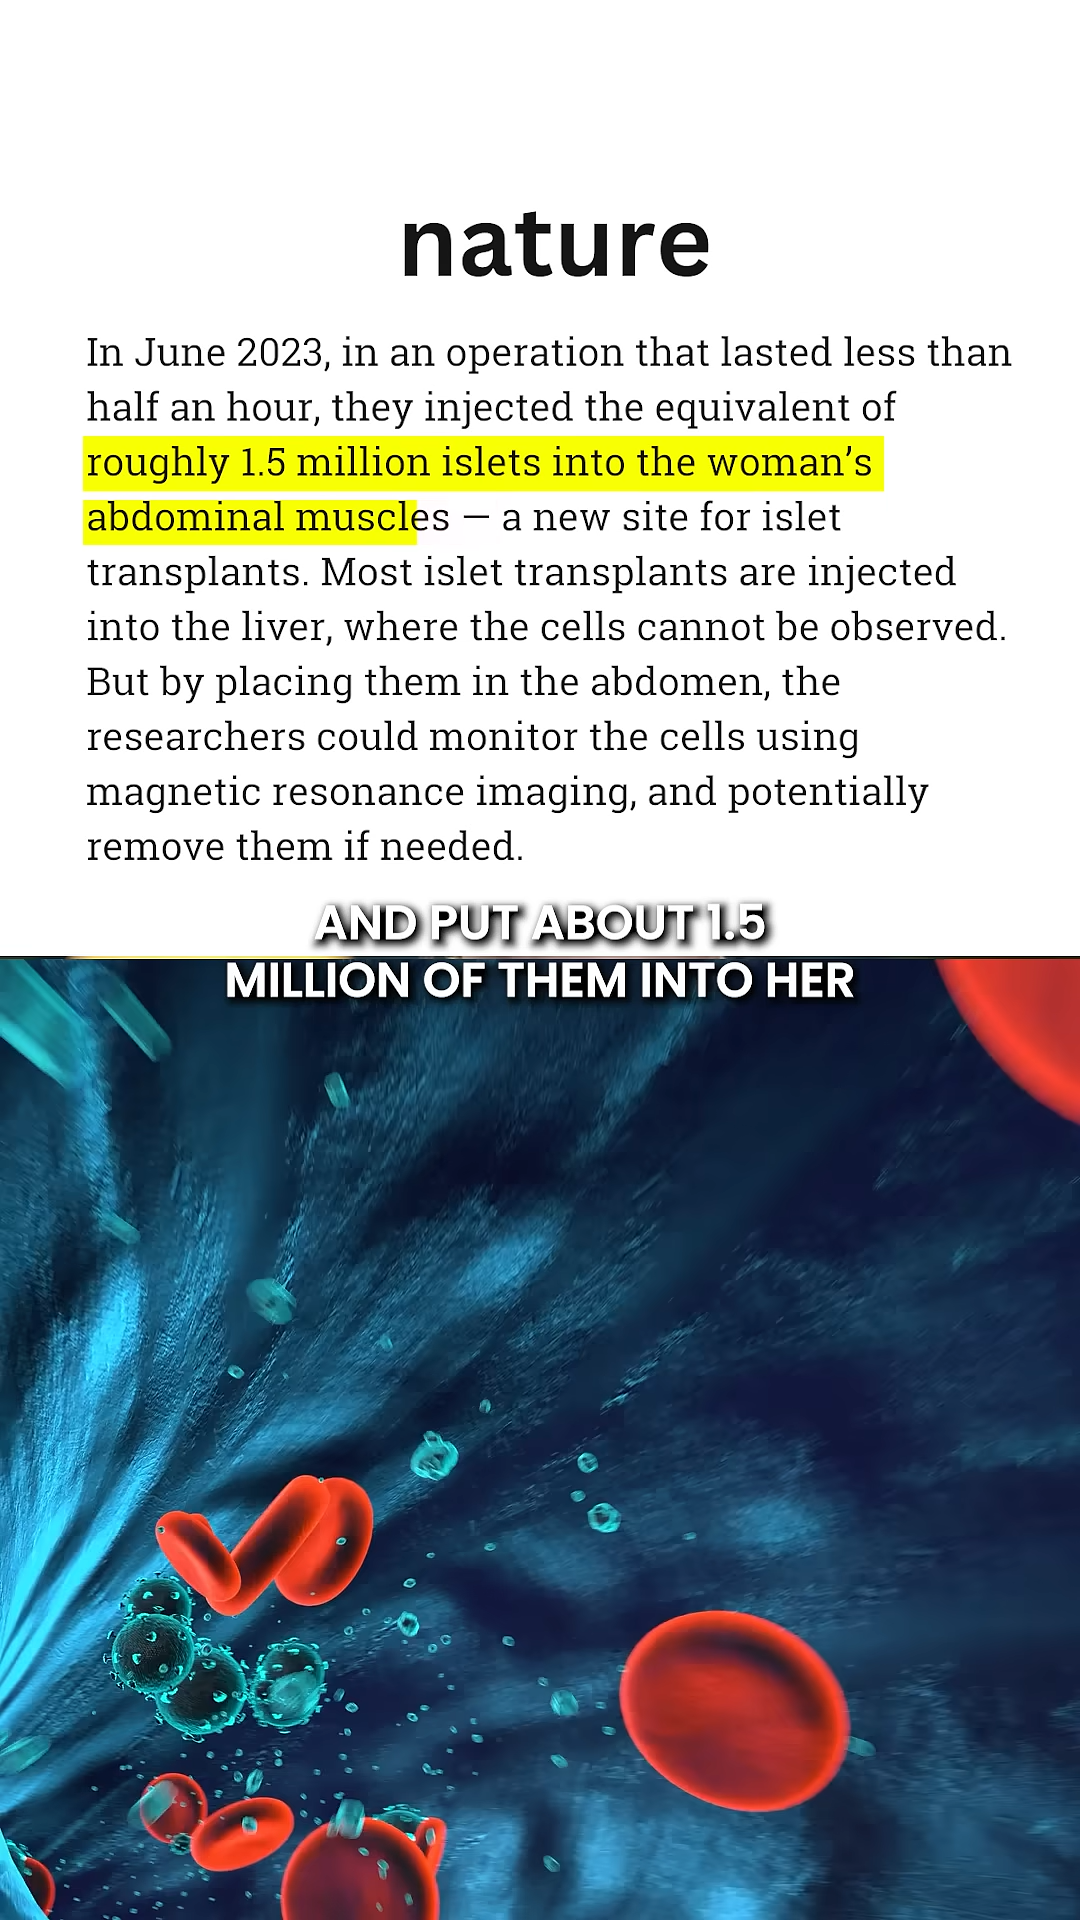 nature
In June 2023, in an operation that lasted less than
half an hour, they injected the equivalent of
roughly 1.5 million islets into the woman’s
abdominal muscles — a new site for islet
transplants. Most islet transplants are injected
into the liver, where the cells cannot be observed.
But by placing them in the abdomen, the
researchers could monitor the cells using
magnetic resonance imaging, and potentially
remove them if needed.
AND PUT ABOUT 1.5
MILLION OF THEM INTO HER